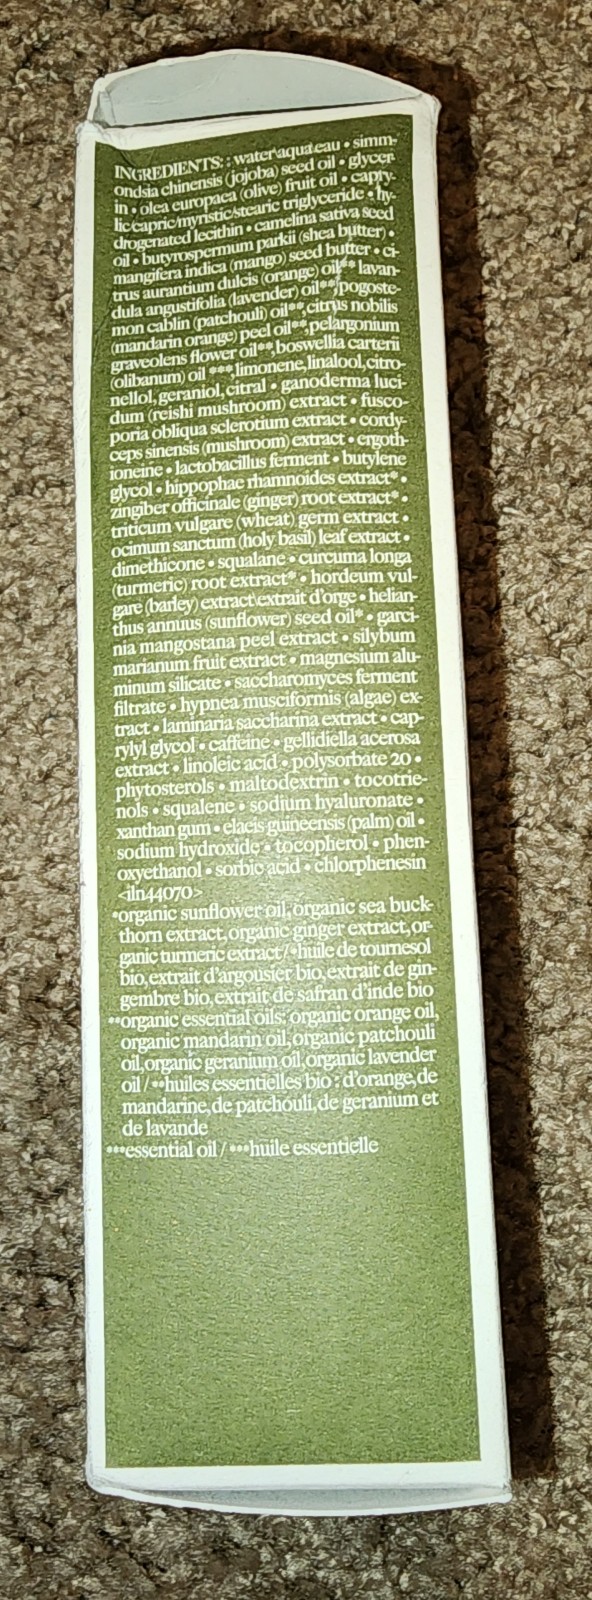 INGREDIENTS: : water\aqua\eau • simm-
ondsia chinensis (jojoba) seed oil • glycer-
in • olea europaea (olive) fruit oil • capry-
lic/capric/myristic/stearic triglyceride • hy-
drogenated lecithin • camelina sativa seed
oil • butyrospermum parkii (shea butter) •
mangifera indica (mango) seed butter • ci-
trus aurantium dulcis (orange) oil** lavan-
dula angustifolia (lavender) oil**,pogoste-
mon cablin (patchouli) oil**,citrus nobilis
(mandarin orange) peel oil**,pelargonium
graveolens flower oil**,boswellia carterii
(olibanum) oil ***,limonene,linalool,citro-
nellol,geraniol,citral • ganoderma luci-
dum (reishi mushroom) extract • fusco-
poria obliqua sclerotium extract • cordy-
ceps sinensis (mushroom) extract • ergoth-
ioneine • lactobacillus ferment • butylene
glycol • hippophae rhamnoides extract* •
zingiber officinale (ginger) root extract* •
triticum vulgare (wheat) germ extract •
ocimum sanctum (holy basil) leaf extract •
dimethicone • squalane • curcuma longa
(turmeric) root extract* • hordeum vul-
gare (barley) extract\extrait d'orge • helian-
thus annuus (sunflower) seed oil* • garci-
nia mangostana peel extract • silybum
marianum fruit extract • magnesium alu-
minum silicate • saccharomyces ferment
filtrate • hypnea musciformis (algae) ex-
tract • laminaria saccharina extract • cap-
rylyl glycol • caffeine • gellidiella acerosa
extract • linoleic acid • polysorbate 20 •
phytosterols • maltodextrin • tocotrie-
nols • squalene • sodium hyaluronate •
xanthan gum • elaeis guineensis (palm) oil •
sodium hydroxide • tocopherol • phen-
oxyethanol • sorbic acid • chlorphenesin
<iln44070>
*organic sunflower oil,organic sea buck-
thorn extract,organic ginger extract,or-
ganic turmeric extract / *huile de tournesol
bio,extrait d'argousier bio,extrait de gin-
gembre bio,extrait de safran d'inde bio
**organic essential oils: organic orange oil,
organic mandarin oil,organic patchouli
oil,organic geranium oil,organic lavender
oil / **huiles essentielles bio : d'orange,de
mandarine,de patchouli,de geranium et
de lavande
***essential oil / ***huile essentielle